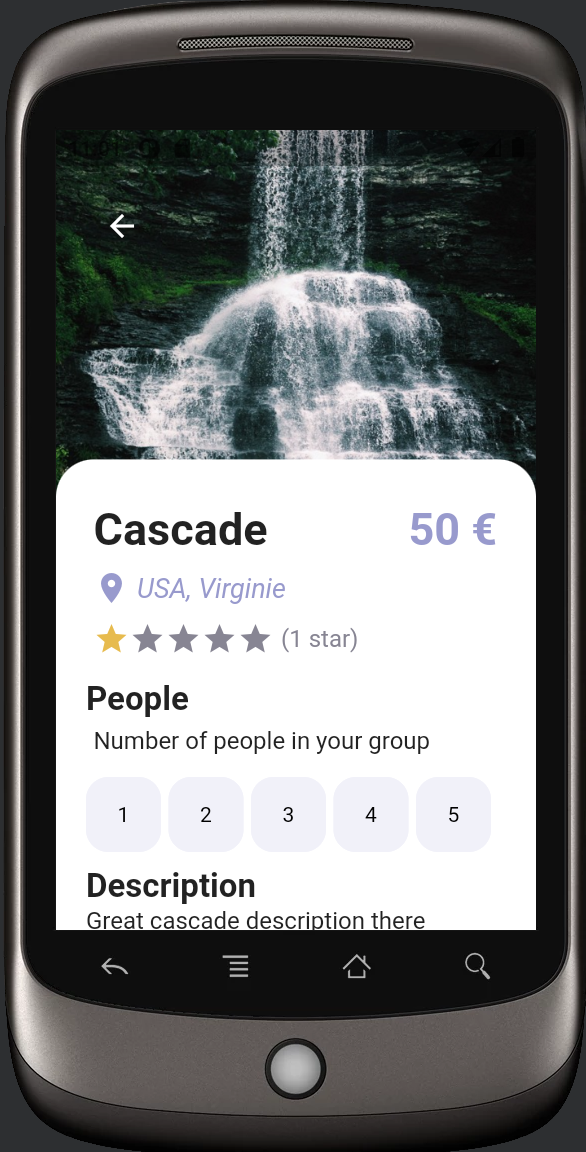 Cascade
50 €
USA, Virginie
(1 star)
People
Number of people in your group
1 2 3 4 5
Description
Great cascade description there